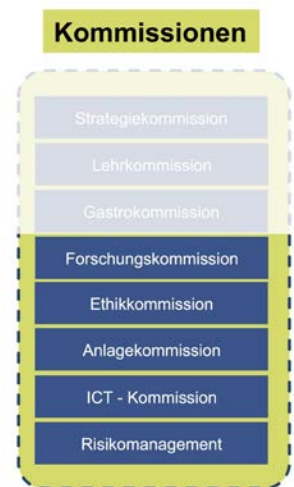 Kommissionen
Strategiekommission
Lehrkommission
Gastrokommission
Forschungskommission
Ethikkommission
Anlagekommission
ICT - Kommission
Risikomanagement